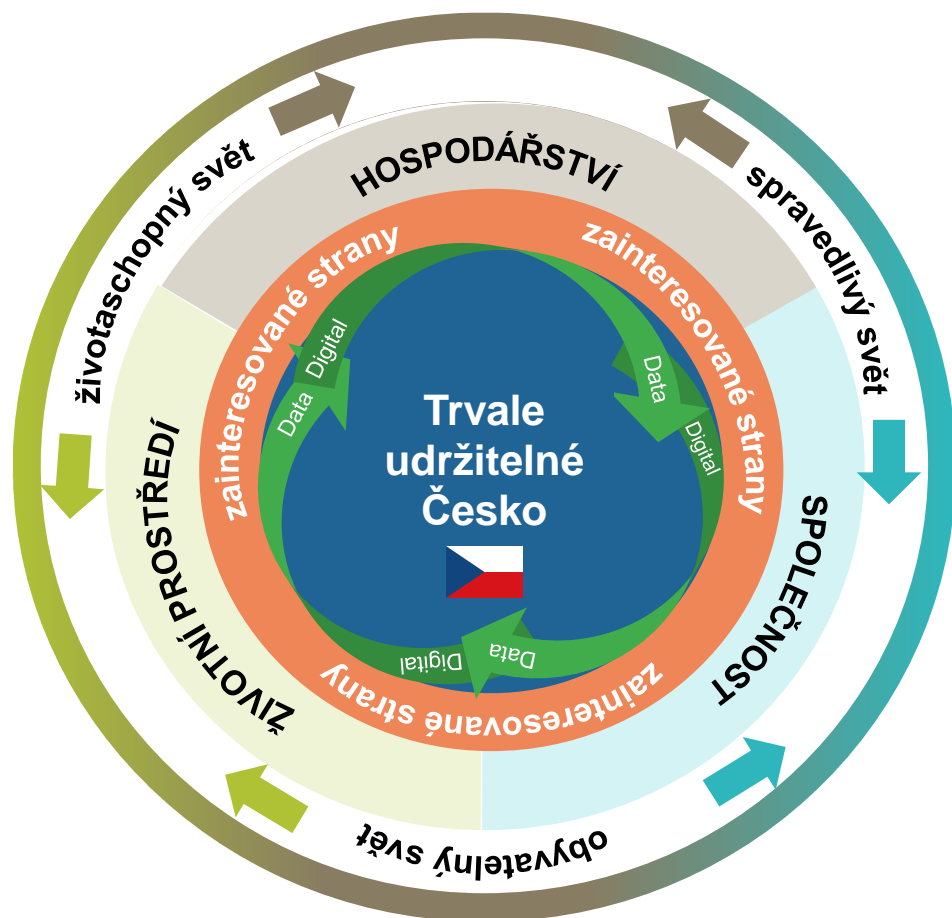 HOSPODÁŘSTVÍ
životaschopný svět
spravedlivý svět
zainteresované strany
zainteresované strany
Data
Digital
Data
Digital
Trvale
udržitelné
Česko
ŽIVOTNÍ PROSTŘEDÍ
SPOLEČNOST
Data
Digital
zainteresované strany
obyvatelný svět